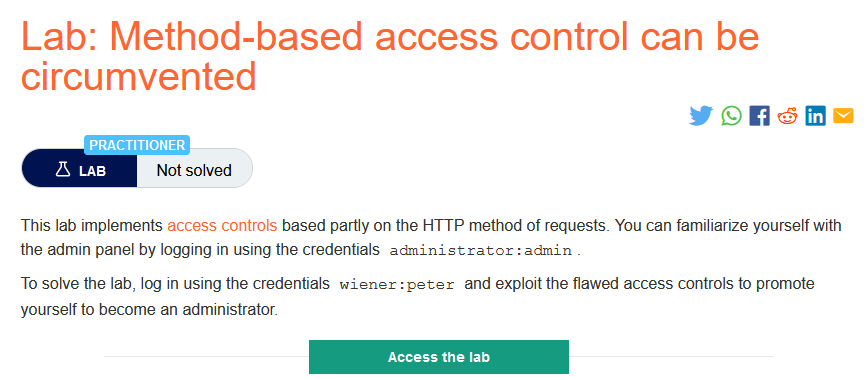 Lab: Method-based access control can be
circumvented
PRACTITIONER
LAB Not solved
This lab implements access controls based partly on the HTTP method of requests. You can familiarize yourself with
the admin panel by logging in using the credentials administrator:admin .
To solve the lab, log in using the credentials wiener:peter and exploit the flawed access controls to promote
yourself to become an administrator.
Access the lab